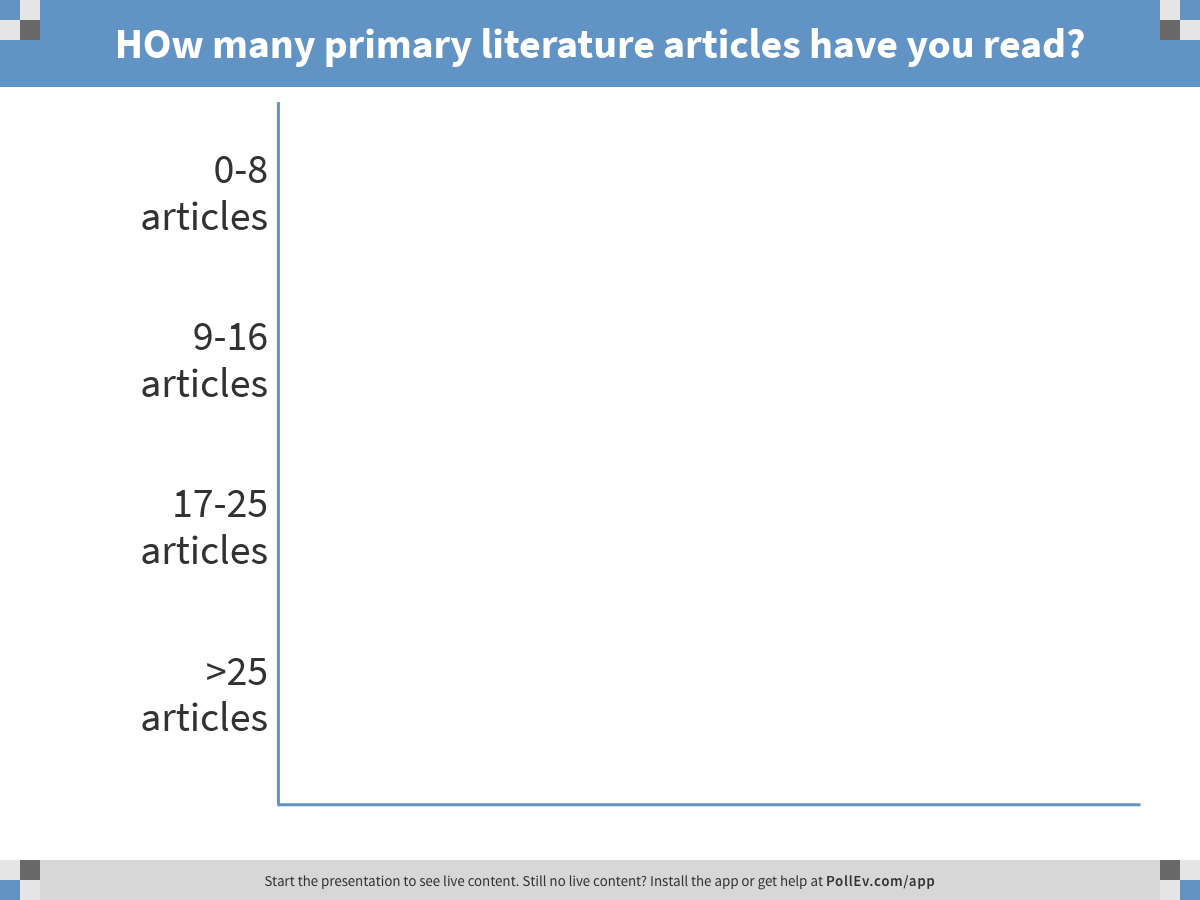 HOw many primary literature articles have you read?
0-8
articles
9-16
articles
17-25
articles
>25
articles
Start the presentation to see live content. Still no live content? Install the app or get help at PollEv.com/app